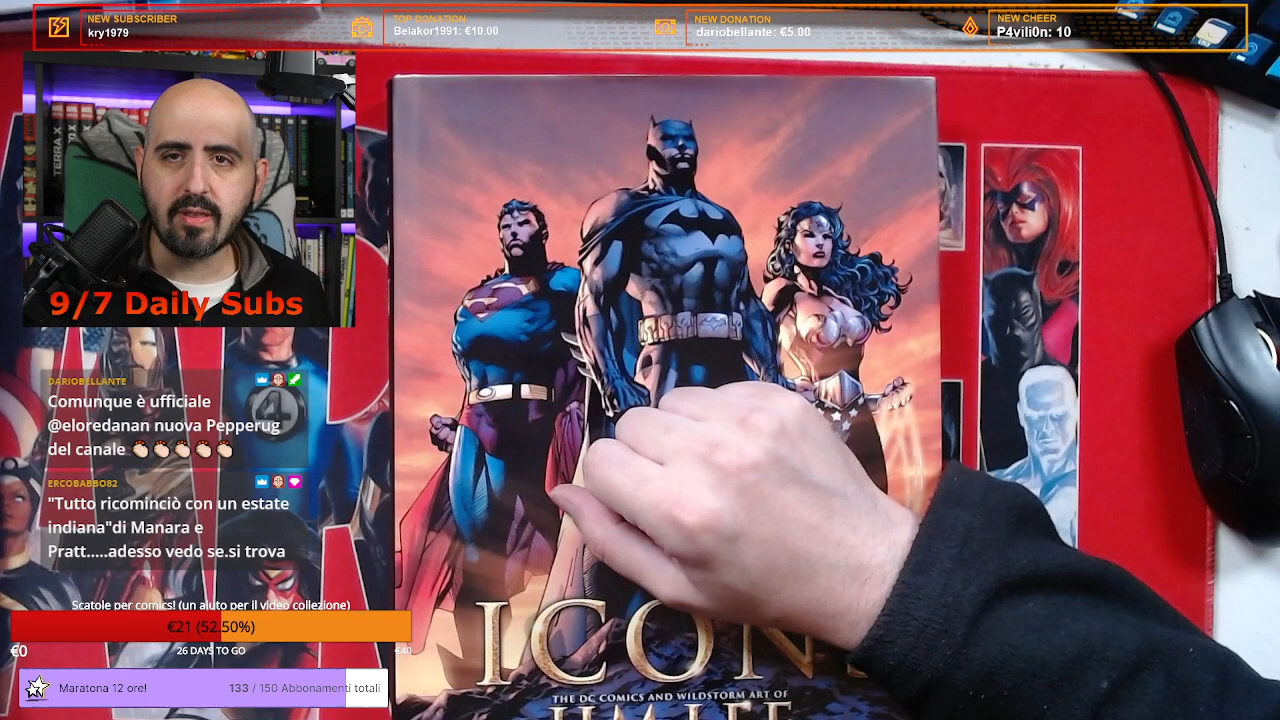 NEW SUBSCRIBER
kry1979
TOP DONATION
Belakor1991: €10.00
NEW DONATION
dariobellante: €5.00
NEW CHEER
P4vili0n: 10
TERRA X
9/7 Daily Subs
DARIOBELLANTE
Comunque è ufficiale
@eloredanan nuova Pepperug
del canale 👏🏻👏🏻👏🏻👏🏻👏🏻
ERCOBABBO82
"Tutto ricominciò con un estate
indiana"di Manara e
Pratt.....adesso vedo se.si trova
Scatole per comics! (un aiuto per il video collezione)
€21 (52.50%)
€0
26 DAYS TO GO
€40
Maratona 12 ore!
133 / 150 Abbonamenti totali
4
ICON
THE DC COMICS AND WILDSTORM ART OF
JIM LEE